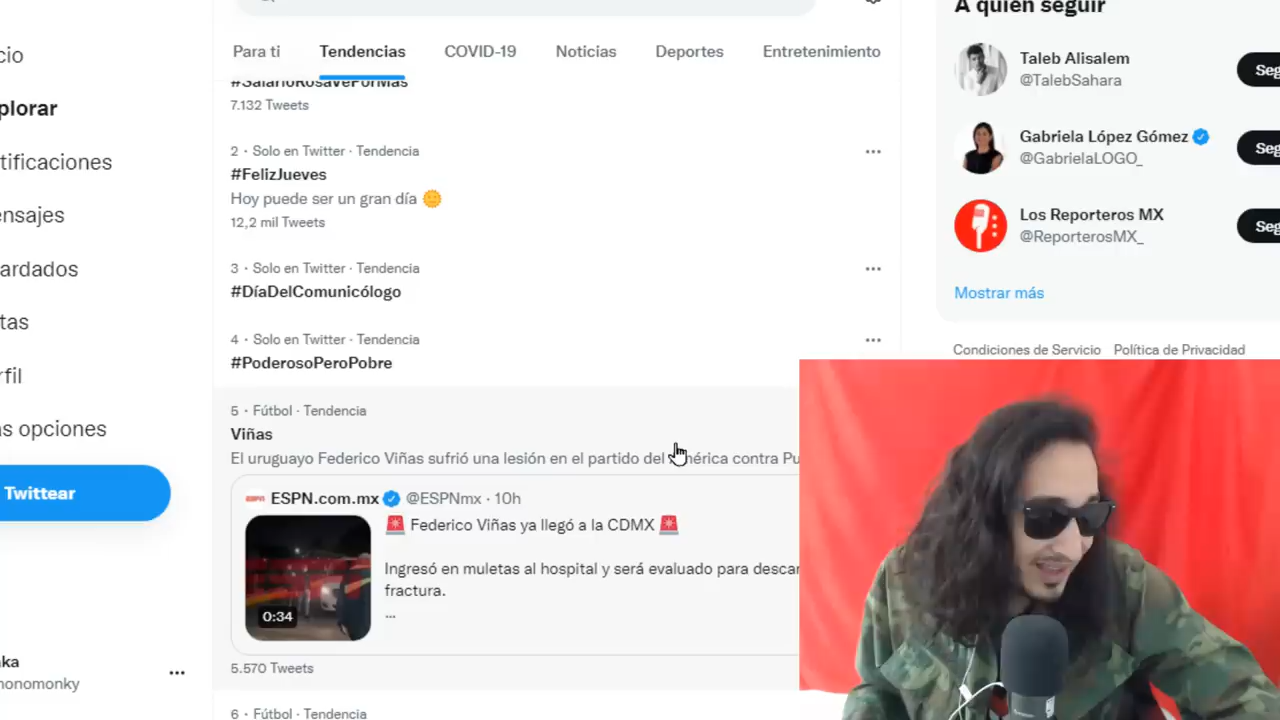 A quién seguir
cio
Para ti
Tendencias
COVID-19
Noticias
Deportes
Entretenimiento
plorar
#SalarioRosaVePorMás
7.132 Tweets
tificaciones
2 · Solo en Twitter · Tendencia
#FelizJueves
Hoy puede ser un gran día
12,2 mil Tweets
ensajes
ardados
3 · Solo en Twitter · Tendencia
#DíaDelComunicólogo
tas
4 · Solo en Twitter · Tendencia
#PoderosoPeroPobre
rfil
s opciones
5 · Fútbol · Tendencia
Viñas
El uruguayo Federico Viñas sufrió una lesión en el partido del América contra Pu
Twittear
ESPN.com.mx @ESPNmx · 10h
Federico Viñas ya llegó a la CDMX
Ingresó en muletas al hospital y será evaluado para descar
fractura.
...
0:34
5.570 Tweets
ka
nonomonky
6 · Fútbol · Tendencia
Taleb Alisalem
@TalebSahara
Seg
Gabriela López Gómez
@GabrielaLOGO_
Seg
Los Reporteros MX
@ReporterosMX_
Seg
Mostrar más
Condiciones de Servicio Política de Privacidad